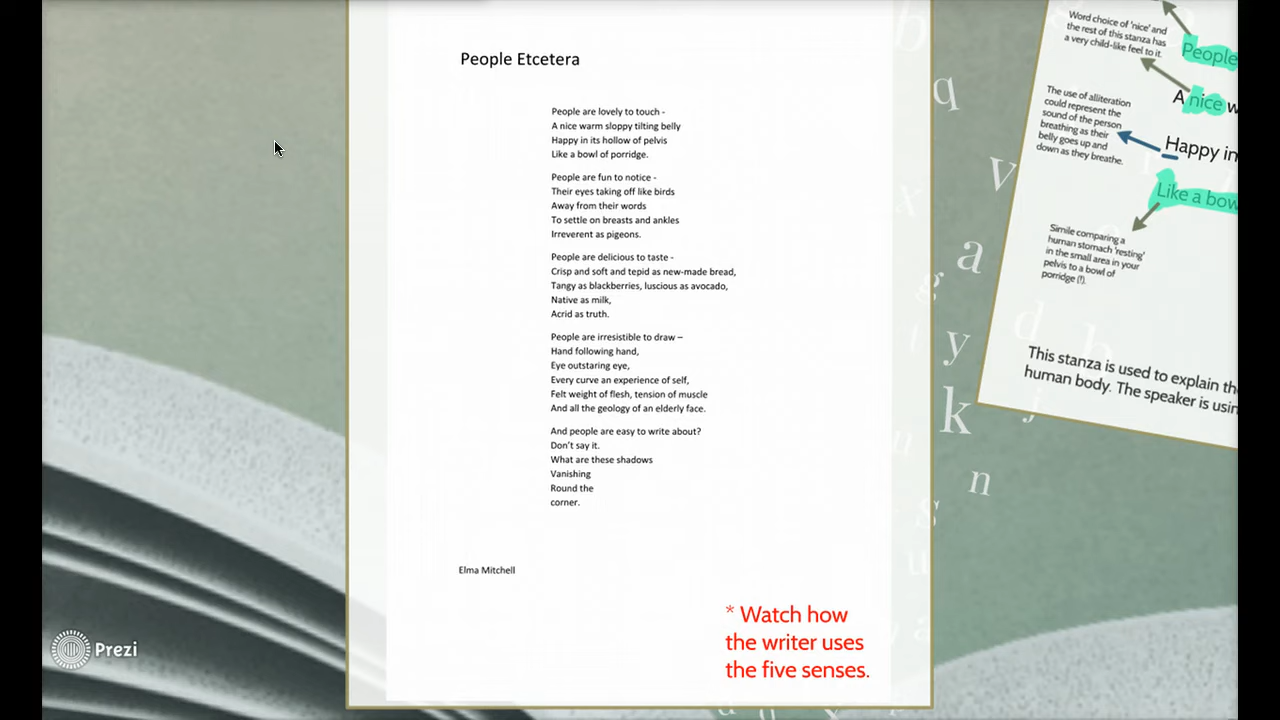 People Etcetera
People are lovely to touch -
A nice warm sloppy tilting belly
Happy in its hollow of pelvis
Like a bowl of porridge.
People are fun to notice -
Their eyes taking off like birds
Away from their words
To settle on breasts and ankles
Irreverent as pigeons.
People are delicious to taste -
Crisp and soft and tepid as new-made bread,
Tangy as blackberries, luscious as avocado,
Native as milk,
Acrid as truth.
People are irresistible to draw –
Hand following hand,
Eye outstaring eye,
Every curve an experience of self,
Felt weight of flesh, tension of muscle
And all the geology of an elderly face.
And people are easy to write about?
Don't say it.
What are these shadows
Vanishing
Round the
corner.
Elma Mitchell
* Watch how
the writer uses
the five senses.
Word choice of 'nice' and
the rest of this stanza has
a very child-like feel to it.
People
A nice w
The use of alliteration
could represent the
sound of the person
breathing as their
belly goes up and
down as they breathe.
Happy in
Like a bow
Simile comparing a
human stomach 'resting'
in the small area in your
pelvis to a bowl of
porridge (!).
This stanza is used to explain the
human body. The speaker is usin
Prezi